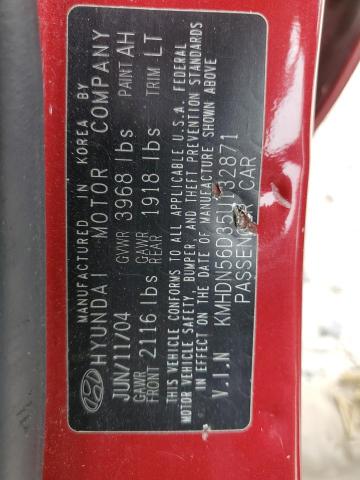 MANUFACTURED IN KOREA BY
HYUNDAI MOTOR COMPANY
JUN/11/04 GVWR 3968 lbs PAINT AH
GAWR FRONT 2116 lbs GAWR REAR 1918 lbs TRIM LT
THIS VEHICLE CONFORMS TO ALL APPLICABLE U.S.A. FEDERAL
MOTOR VEHICLE SAFETY, BUMPER, AND THEFT PREVENTION STANDARDS
IN EFFECT ON THE DATE OF MANUFACTURE SHOWN ABOVE
V.I.N
PASSENGER CAR